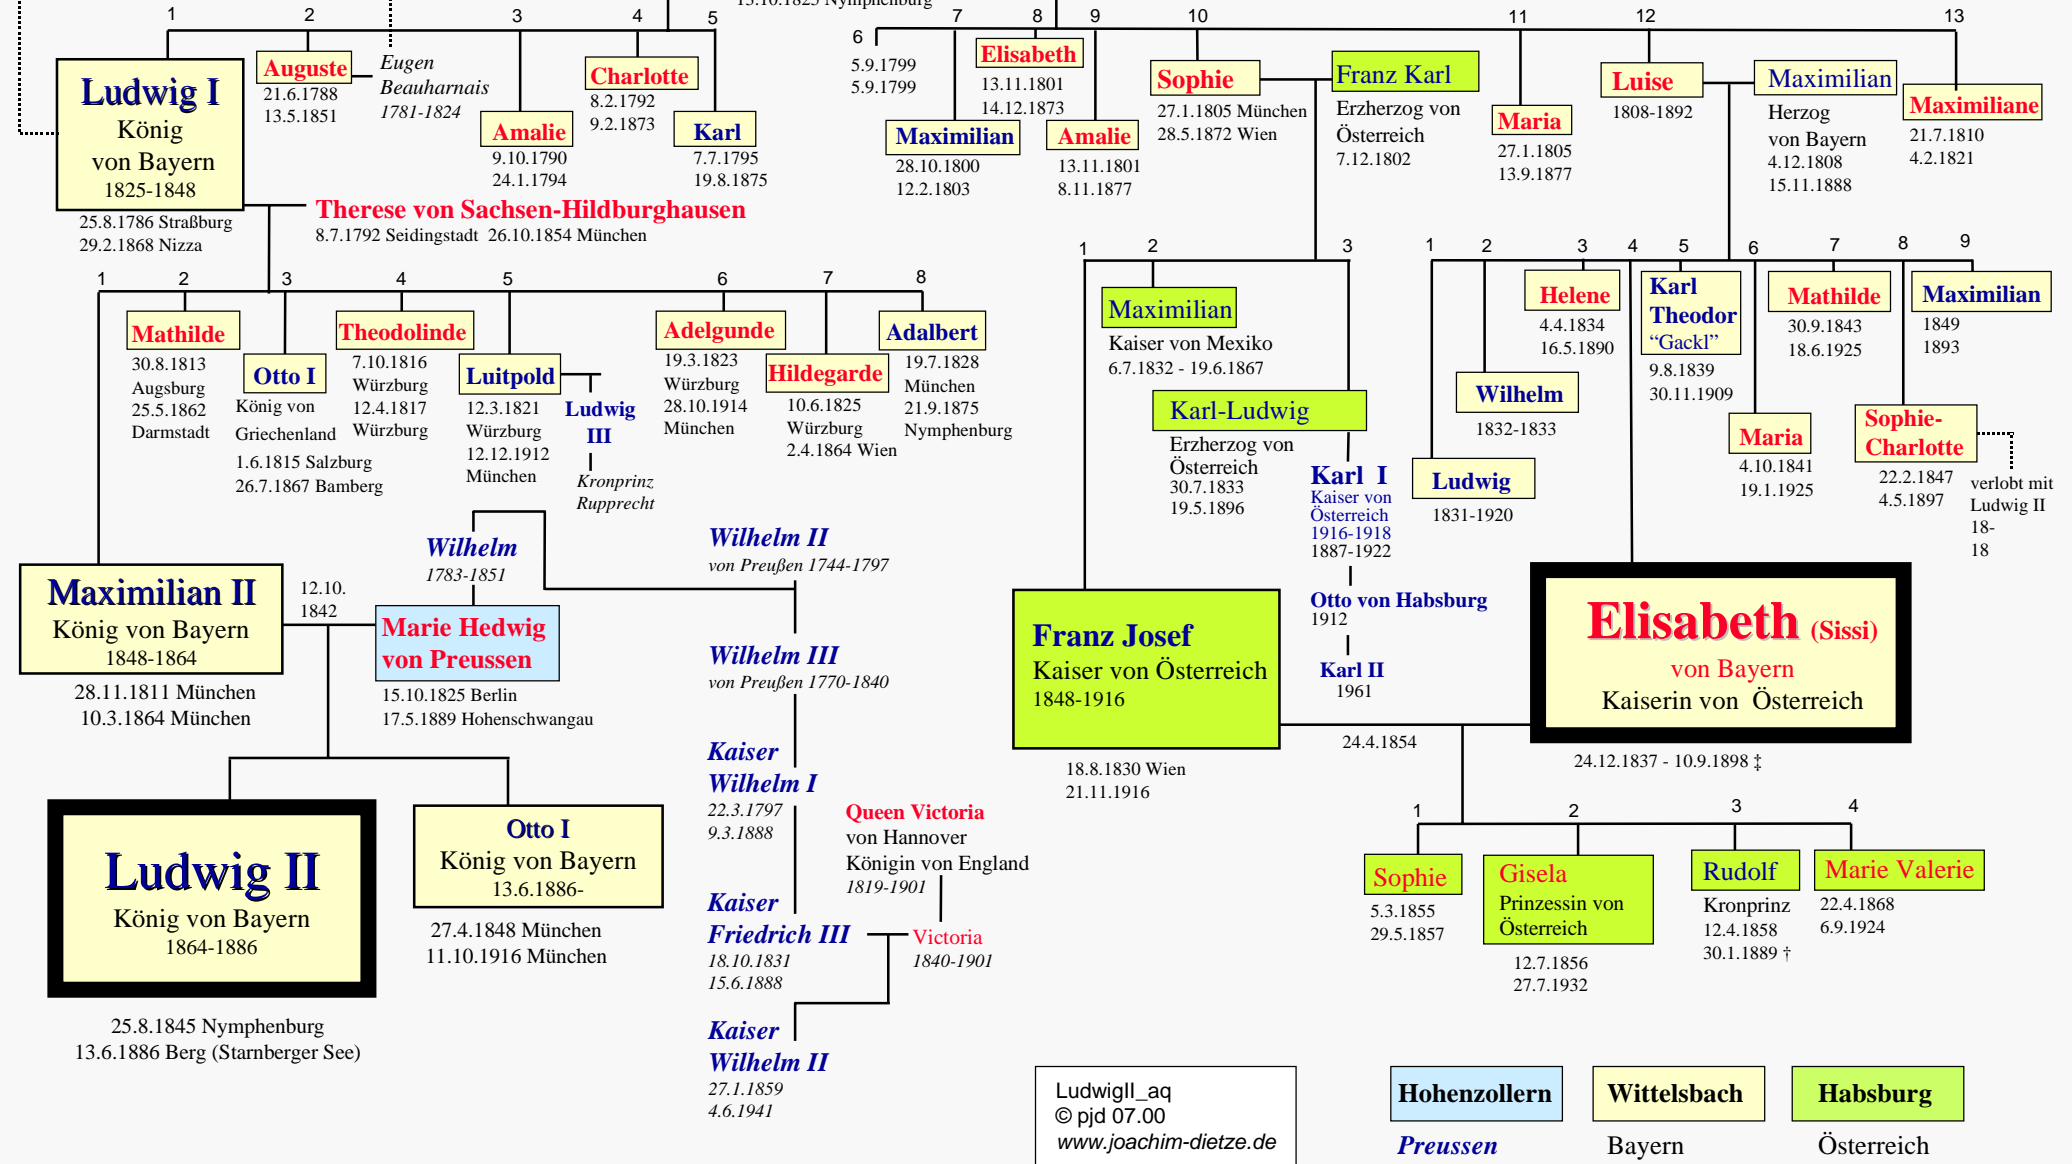 13.10.1825 Nymphenburg
1
2
3
4
5
6
7
8
9
10
11
12
13
Ludwig I
König
von Bayern
1825-1848
25.8.1786 Straßburg
29.2.1868 Nizza
Auguste
21.6.1788
13.5.1851
Eugen
Beauharnais
1781-1824
Amalie
9.10.1790
24.1.1794
Charlotte
8.2.1792
9.2.1873
Karl
7.7.1795
19.8.1875
5.9.1799
5.9.1799
Maximilian
28.10.1800
12.2.1803
Elisabeth
13.11.1801
14.12.1873
Amalie
13.11.1801
8.11.1877
Sophie
27.1.1805 München
28.5.1872 Wien
Franz Karl
Erzherzog von
Österreich
7.12.1802
Maria
27.1.1805
13.9.1877
Luise
1808-1892
Maximilian
Herzog
von Bayern
4.12.1808
15.11.1888
Maximiliane
21.7.1810
4.2.1821
Therese von Sachsen-Hildburghausen
8.7.1792 Seidingstadt 26.10.1854 München
1
2
3
4
5
6
7
8
Mathilde
30.8.1813
Augsburg
25.5.1862
Darmstadt
Otto I
König von
Griechenland
1.6.1815 Salzburg
26.7.1867 Bamberg
Theodolinde
7.10.1816
Würzburg
12.4.1817
Würzburg
Luitpold
12.3.1821
Würzburg
12.12.1912
München
Ludwig
III
Kronprinz
Rupprecht
Adelgunde
19.3.1823
Würzburg
28.10.1914
München
Hildegarde
10.6.1825
Würzburg
2.4.1864 Wien
Adalbert
19.7.1828
München
21.9.1875
Nymphenburg
1
2
3
Maximilian
Kaiser von Mexiko
6.7.1832 - 19.6.1867
Karl-Ludwig
Erzherzog von
Österreich
30.7.1833
19.5.1896
Karl I
Kaiser von
Österreich
1916-1918
1887-1922
Otto von Habsburg
1912
Karl II
1961
1
2
3
4
5
6
7
8
9
Ludwig
1831-1920
Wilhelm
1832-1833
Helene
4.4.1834
16.5.1890
Karl
Theodor
“Gackl”
9.8.1839
30.11.1909
Maria
4.10.1841
19.1.1925
Mathilde
30.9.1843
18.6.1925
Sophie-
Charlotte
22.2.1847
4.5.1897
verlobt mit
Ludwig II
18-
18
Maximilian
1849
1893
Maximilian II
König von Bayern
1848-1864
28.11.1811 München
10.3.1864 München
12.10.
1842
Wilhelm
1783-1851
Marie Hedwig
von Preussen
15.10.1825 Berlin
17.5.1889 Hohenschwangau
Wilhelm II
von Preußen 1744-1797
Wilhelm III
von Preußen 1770-1840
Kaiser
Wilhelm I
22.3.1797
9.3.1888
Kaiser
Friedrich III
18.10.1831
15.6.1888
Queen Victoria
von Hannover
Königin von England
1819-1901
Victoria
1840-1901
Kaiser
Wilhelm II
27.1.1859
4.6.1941
Franz Josef
Kaiser von Österreich
1848-1916
18.8.1830 Wien
21.11.1916
24.4.1854
Elisabeth (Sissi)
von Bayern
Kaiserin von Österreich
24.12.1837 - 10.9.1898 ‡
Ludwig II
König von Bayern
1864-1886
25.8.1845 Nymphenburg
13.6.1886 Berg (Starnberger See)
Otto I
König von Bayern
13.6.1886-
27.4.1848 München
11.10.1916 München
1
2
3
4
Sophie
5.3.1855
29.5.1857
Gisela
Prinzessin von
Österreich
12.7.1856
27.7.1932
Rudolf
Kronprinz
12.4.1858
30.1.1889 †
Marie Valerie
22.4.1868
6.9.1924
LudwigII_aq
© pjd 07.00
www.joachim-dietze.de
Hohenzollern
Preussen
Wittelsbach
Bayern
Habsburg
Österreich